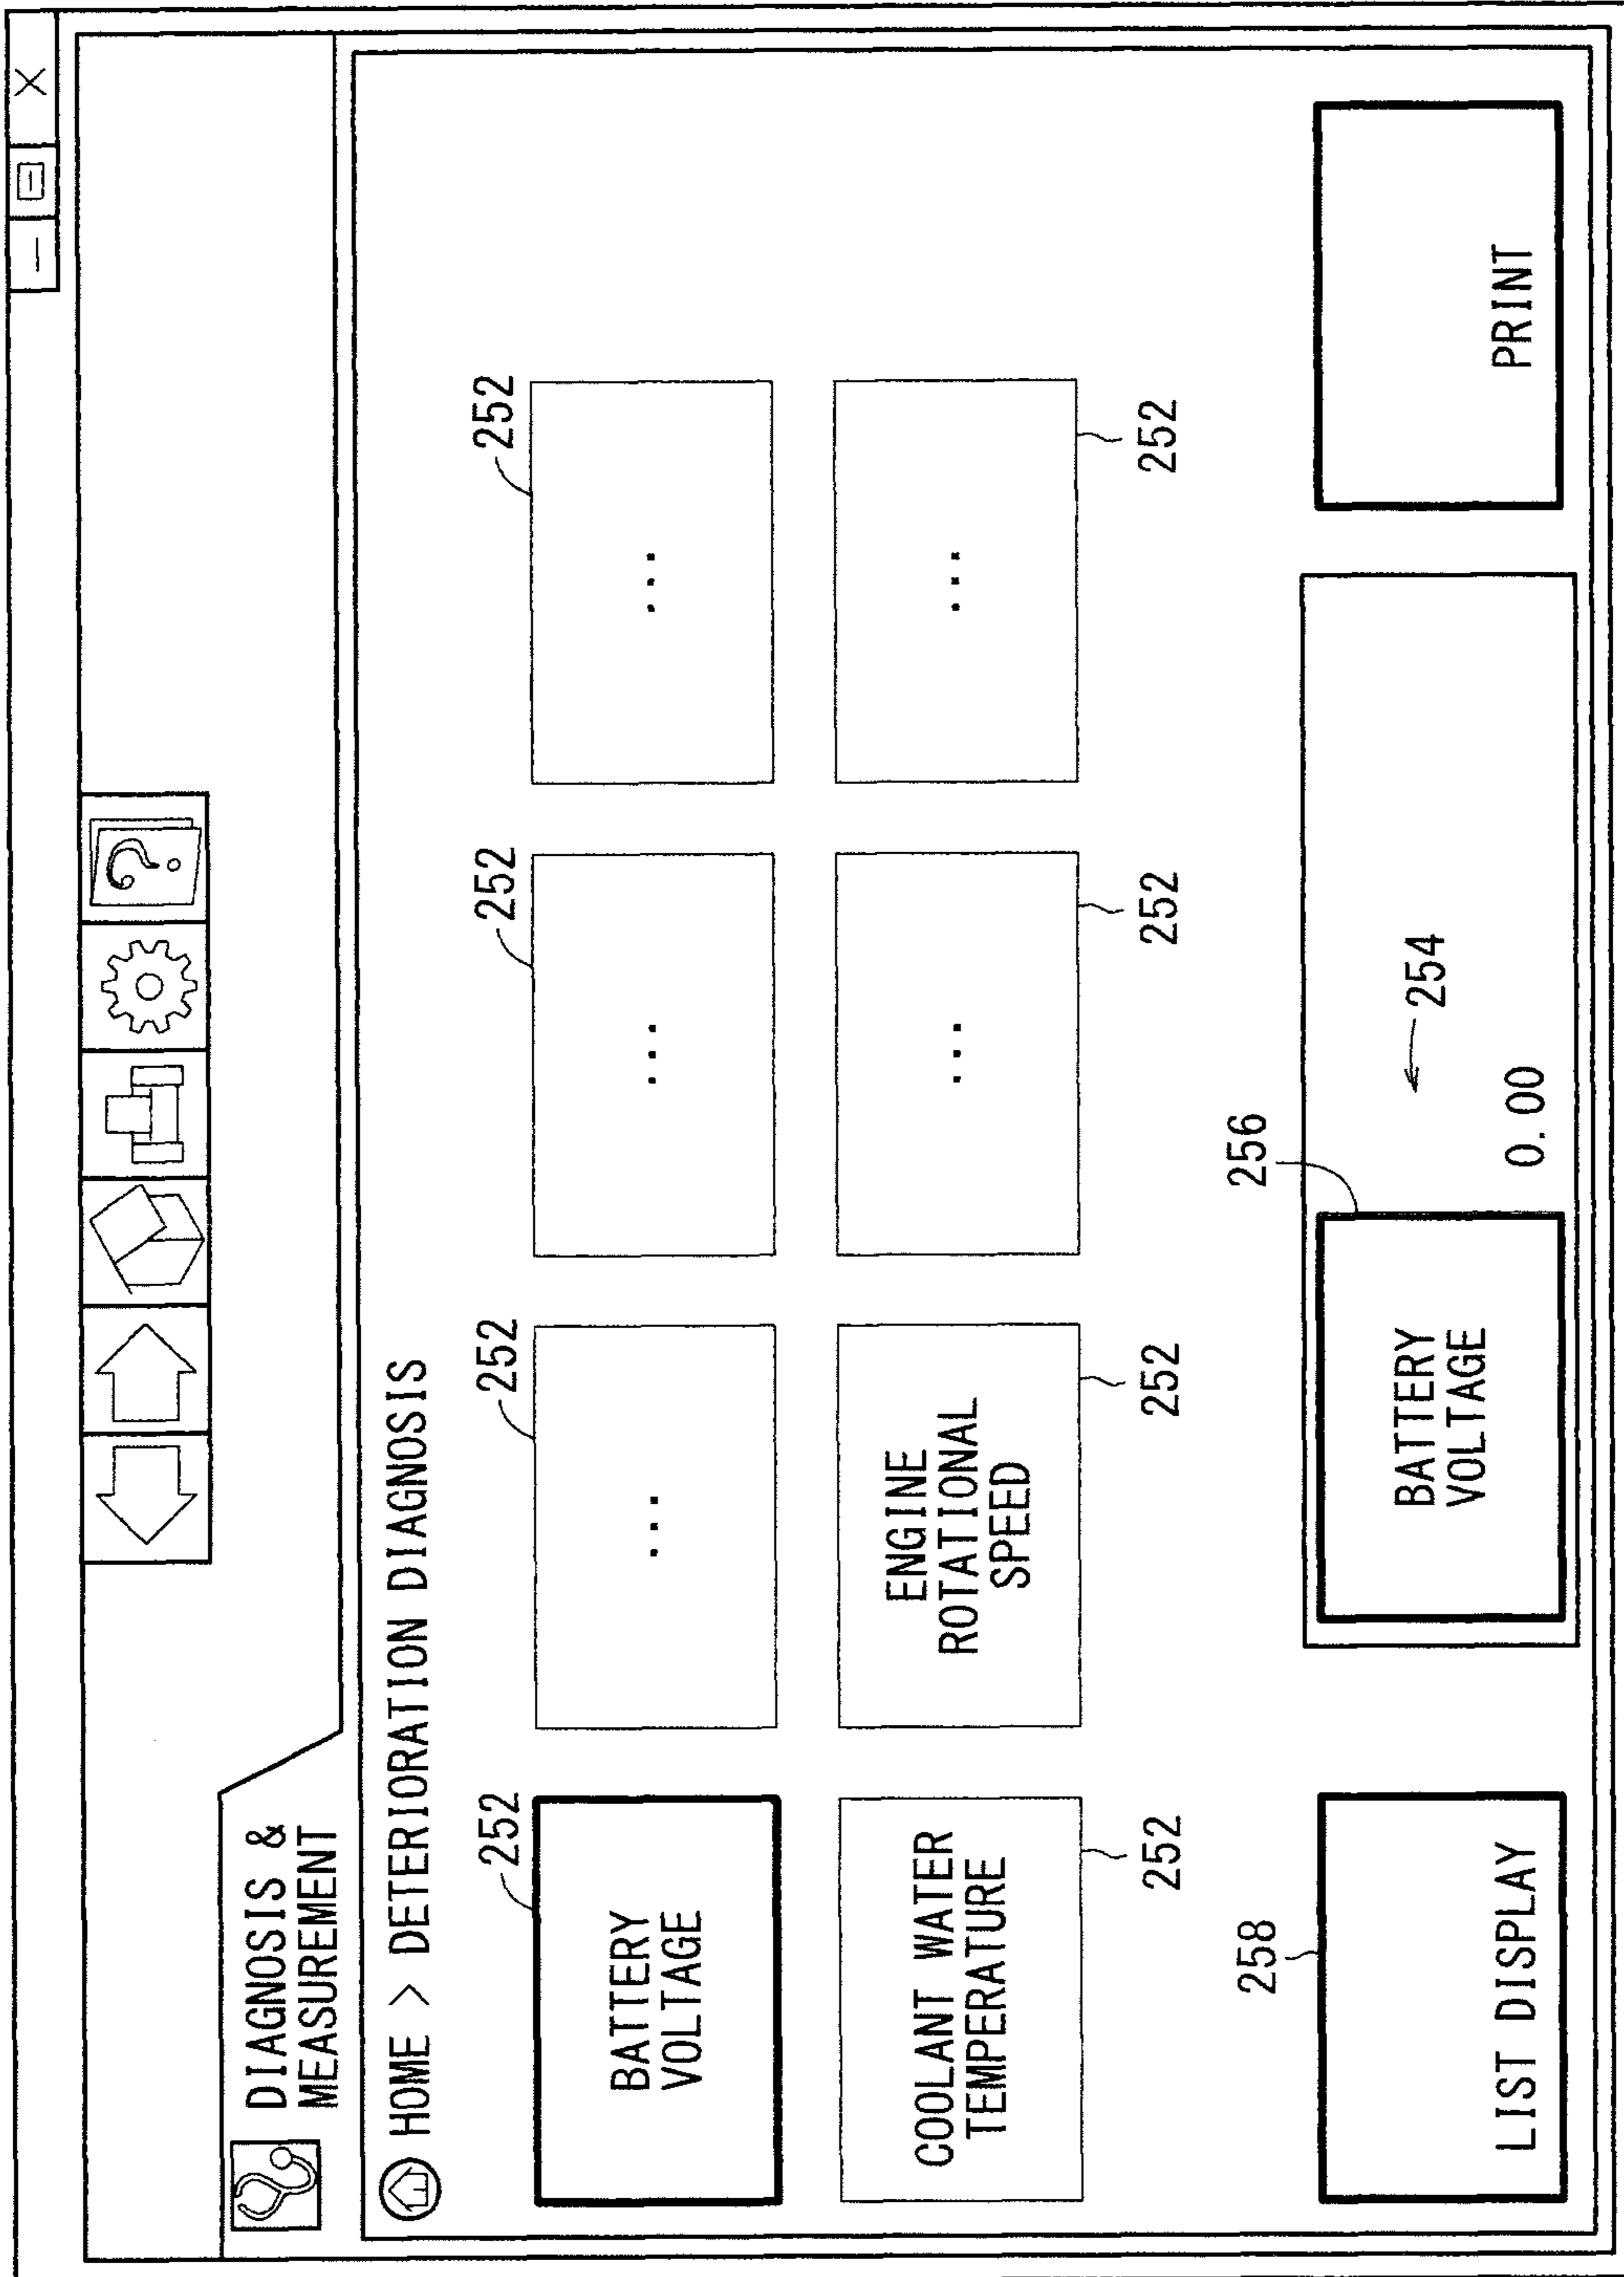 — X
DIAGNOSIS &
MEASUREMENT
HOME > DETERIORATION DIAGNOSIS
252 252 252 252
BATTERY
VOLTAGE
...
...
...
COOLANT WATER
TEMPERATURE
ENGINE
ROTATIONAL
SPEED
...
...
252 252 252 252
258
256
254
LIST DISPLAY
BATTERY
VOLTAGE
0.00
PRINT